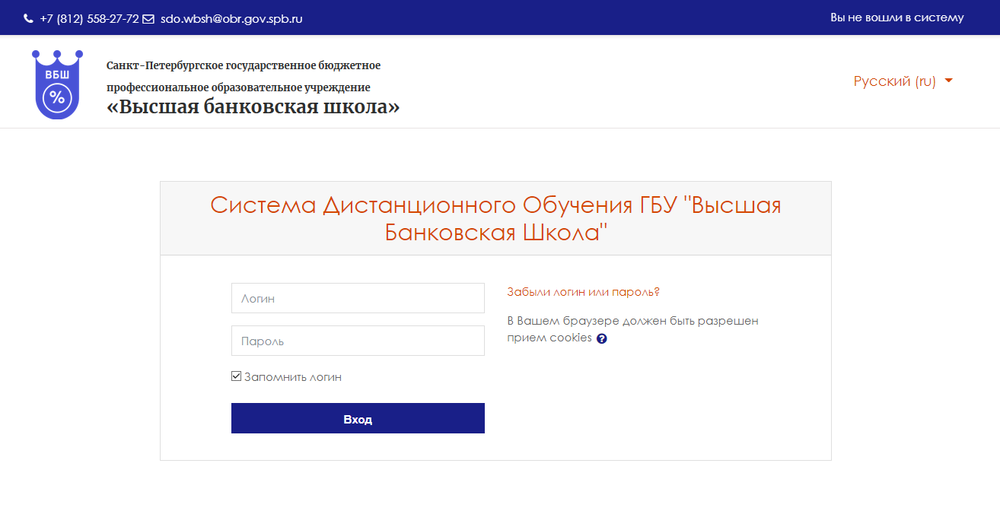 +7 (812) 558-27-72 sdo.wbsh@obr.gov.spb.ru
Вы не вошли в систему
ВБШ
%
Санкт-Петербургское государственное бюджетное
профессиональное образовательное учреждение
«Высшая банковская школа»
Русский (ru)
Система Дистанционного Обучения ГБУ "Высшая
Банковская Школа"
Логин
Пароль
Запомнить логин
Вход
Забыли логин или пароль?
В Вашем браузере должен быть разрешен
прием cookies ?